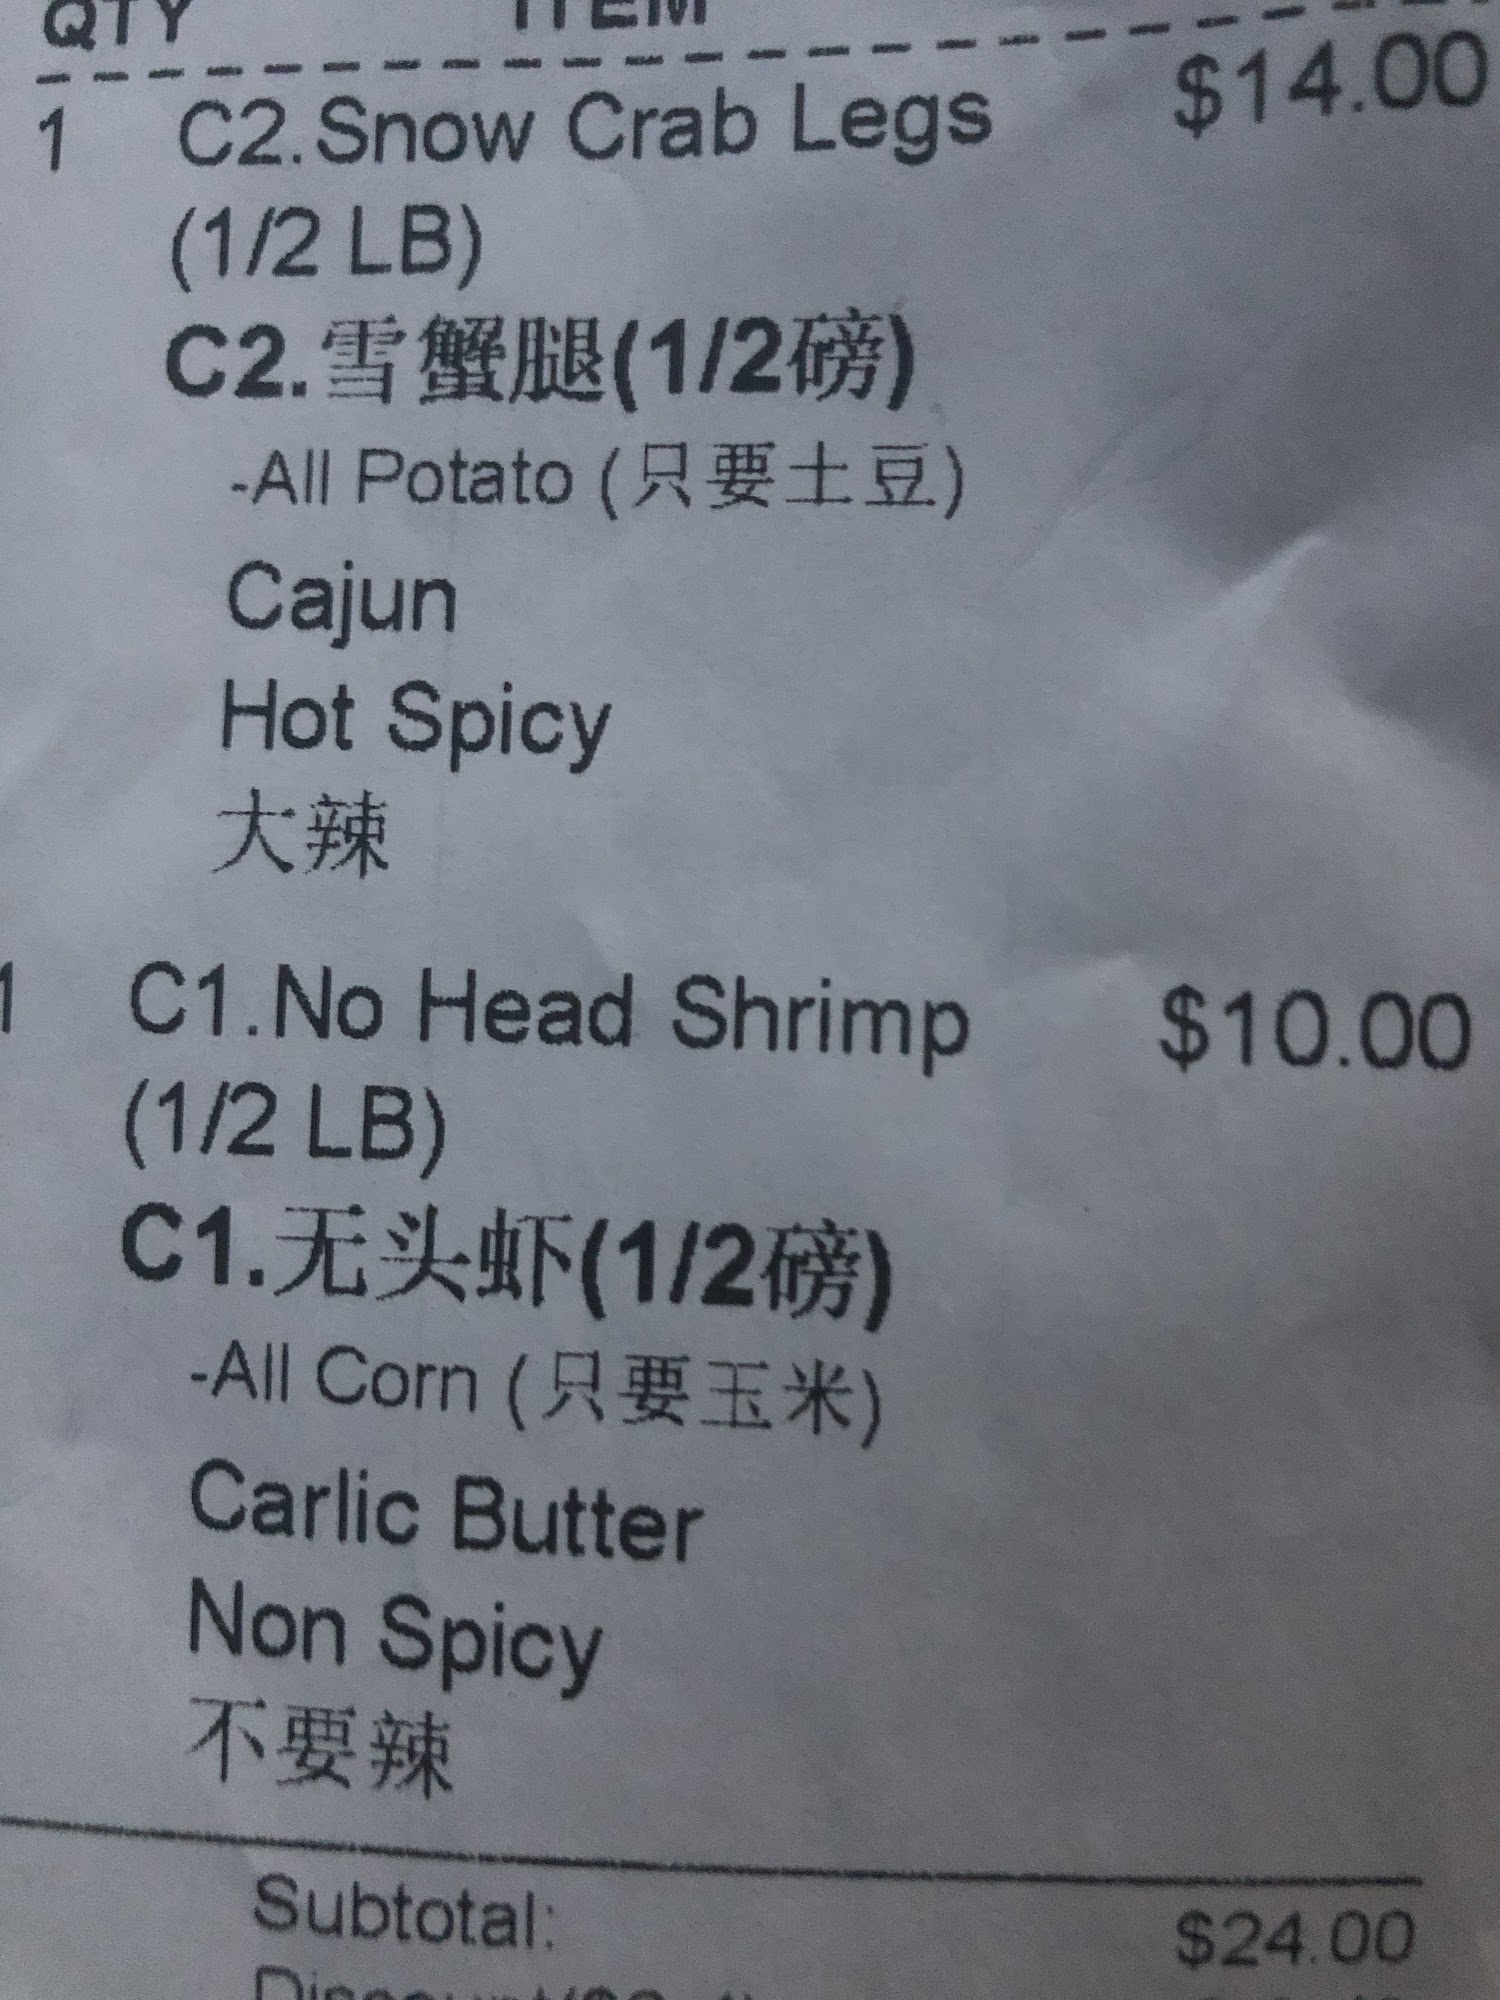 QTY ITEM
1 C2.Snow Crab Legs $14.00
(1/2 LB)
C2.雪蟹腿(1/2磅)
-All Potato (只要土豆)
Cajun
Hot Spicy
大辣
1 C1.No Head Shrimp $10.00
(1/2 LB)
C1.无头虾(1/2磅)
-All Corn (只要玉米)
Carlic Butter
Non Spicy
不要辣
Subtotal: $24.00